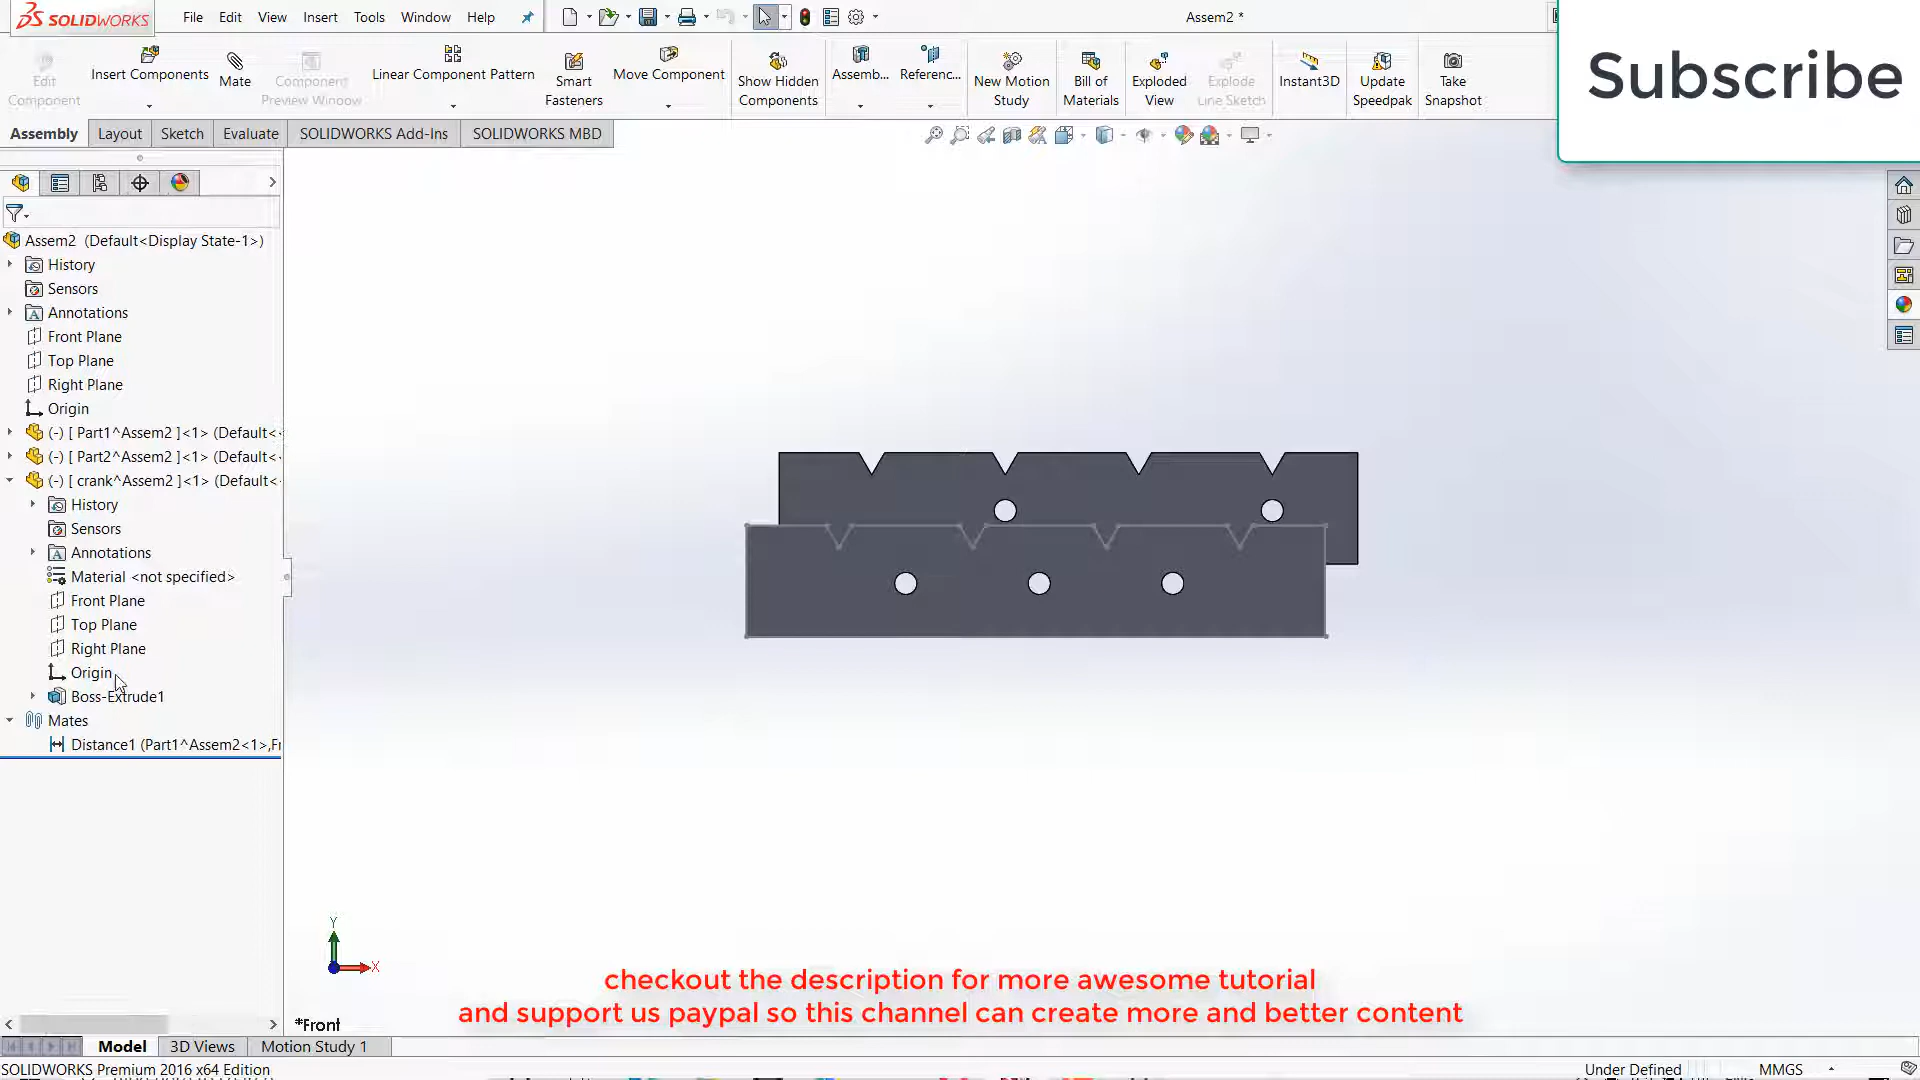 SOLIDWORKS File Edit View Insert Tools Window Help Assem2 *
Subscribe
Edit Component
Insert Components
Mate
Component Preview Window
Linear Component Pattern
Smart Fasteners
Move Component
Show Hidden Components
Assemb...
Referenc...
New Motion Study
Bill of Materials
Exploded View
Explode Line Sketch
Instant3D
Update Speedpak
Take Snapshot
Assembly Layout Sketch Evaluate SOLIDWORKS Add-Ins SOLIDWORKS MBD
Assem2 (Default<Display State-1>)
History
Sensors
Annotations
Front Plane
Top Plane
Right Plane
Origin
(-) [ Part1^Assem2 ]<1> (Default<
(-) [ Part2^Assem2 ]<1> (Default<
(-) [ crank^Assem2 ]<1> (Default<
History
Sensors
Annotations
Material <not specified>
Front Plane
Top Plane
Right Plane
Origin
Boss-Extrude1
Mates
Distance1 (Part1^Assem2<1>,Fr
Y
X
*Front
checkout the description for more awesome tutorial
and support us paypal so this channel can create more and better content
Model 3D Views Motion Study 1
SOLIDWORKS Premium 2016 x64 Edition Under Defined MMGS